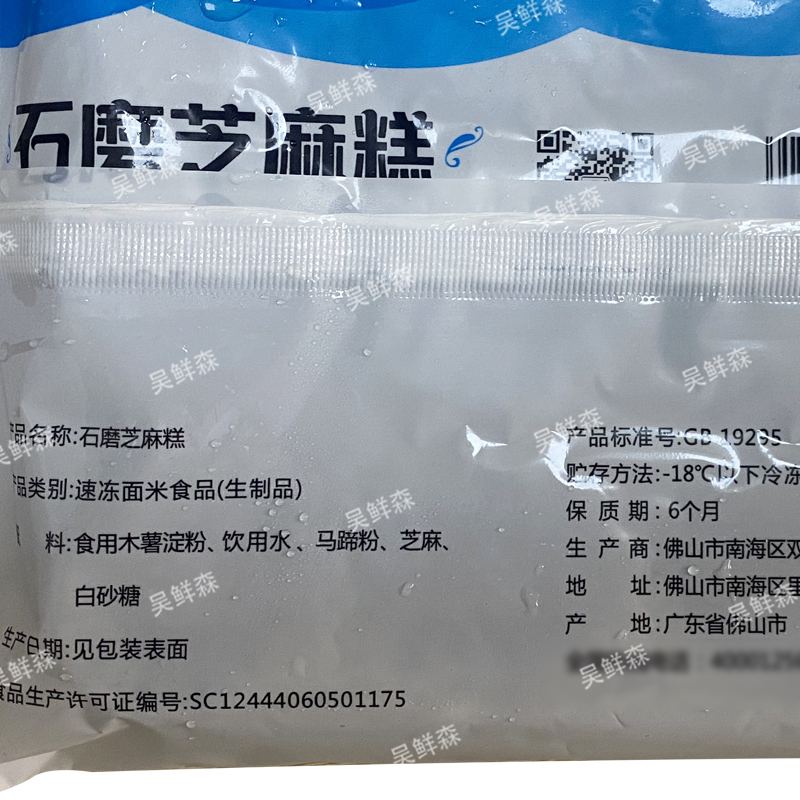 石磨芝麻糕
产品名称:石磨芝麻糕
产品类别:速冻面米食品(生制品)
料:食用木薯淀粉、饮用水、马蹄粉、芝麻、
白砂糖
生产日期:见包装表面
食品生产许可证编号:SC12444060501175
产品标准号:GB 19295
贮存方法:-18℃以下冷冻
保质期:6个月
生产商:佛山市南海区双
地址:佛山市南海区里
产地:广东省佛山市
吴鲜森